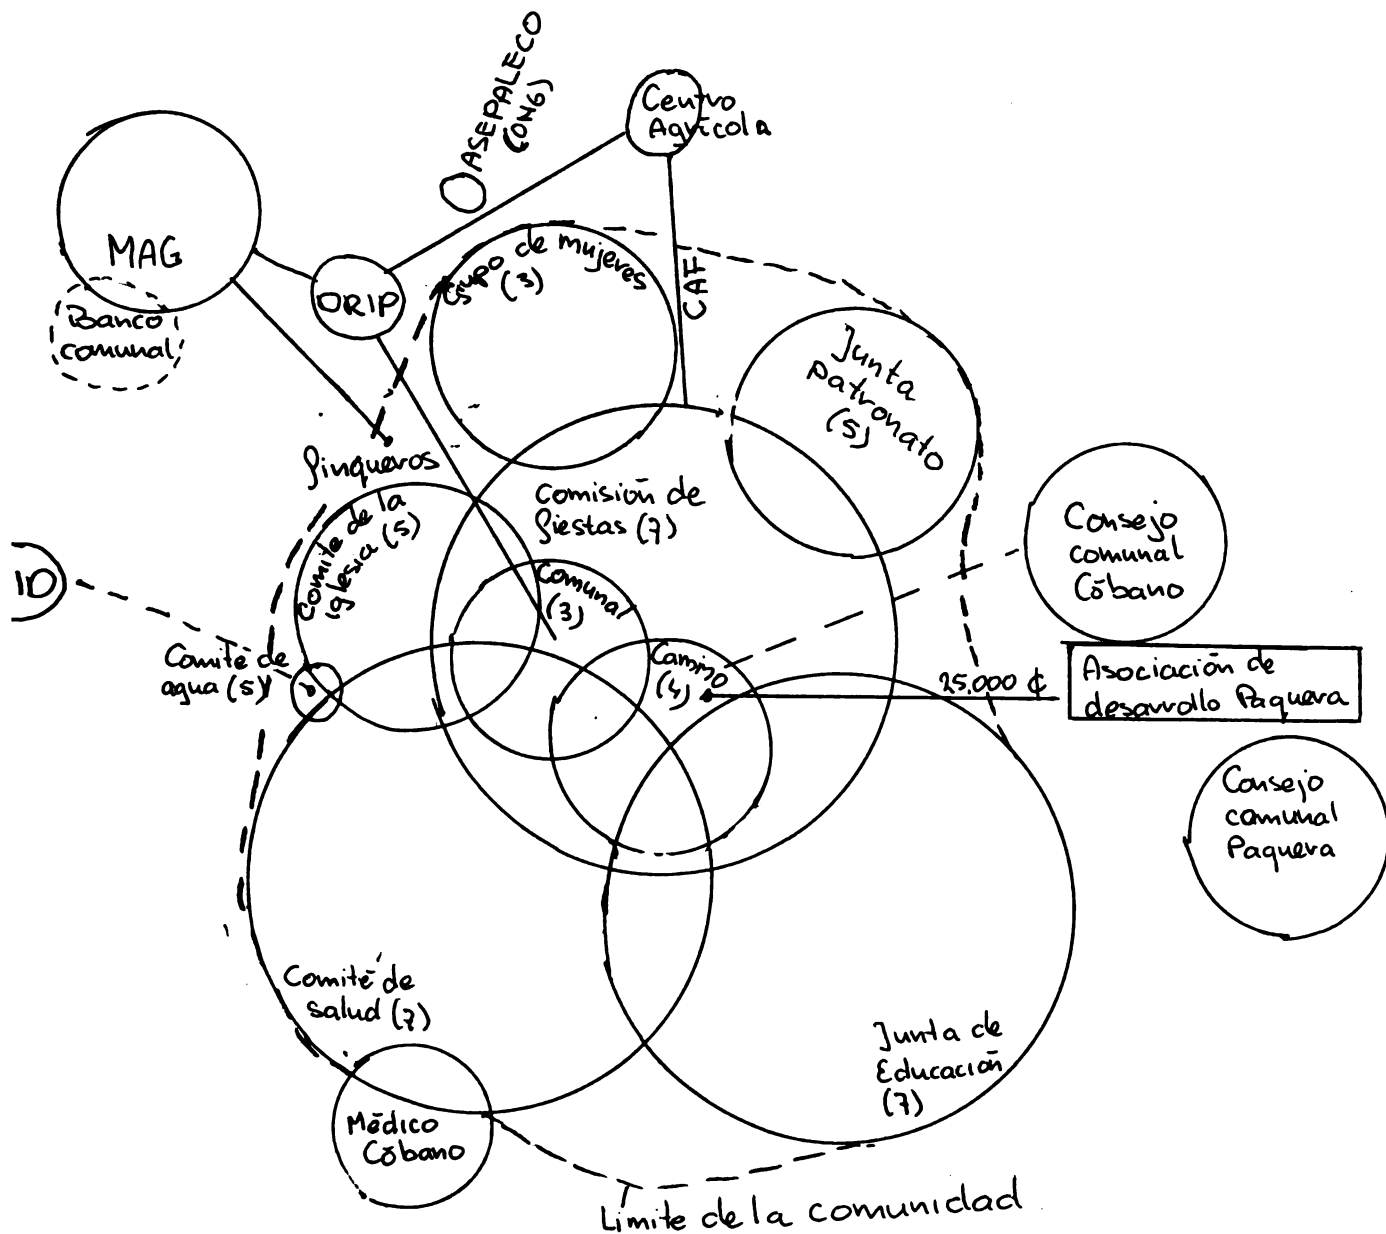 ASEPALECO
(ONG)
Centro
Agrícola
MAG
DRIP
Banco
comunal
Grupo de mujeres
(3)
CAF
Junta
patronato
(5)
Finqueros
Comisión de
fiestas (7)
Comité de la
iglesia (5)
Comunal
(3)
Consejo
comunal
Cóbano
ID
Comité de
agua (5)
Camino
(4)
25.000 ₡
Asociación de
desarrollo Paquera
Consejo
comunal
Paquera
Comité de
salud (7)
Junta de
Educación
(7)
Médico
Cóbano
Límite de la comunidad